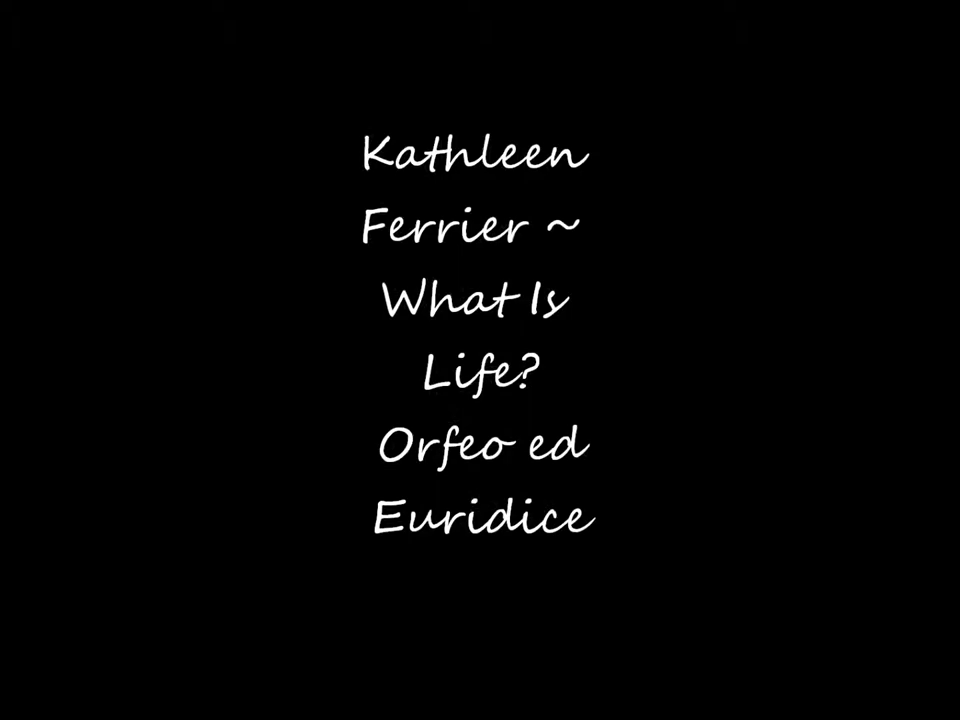 Kathleen
Ferrier ~
What Is
Life?
Orfeo ed
Euridice